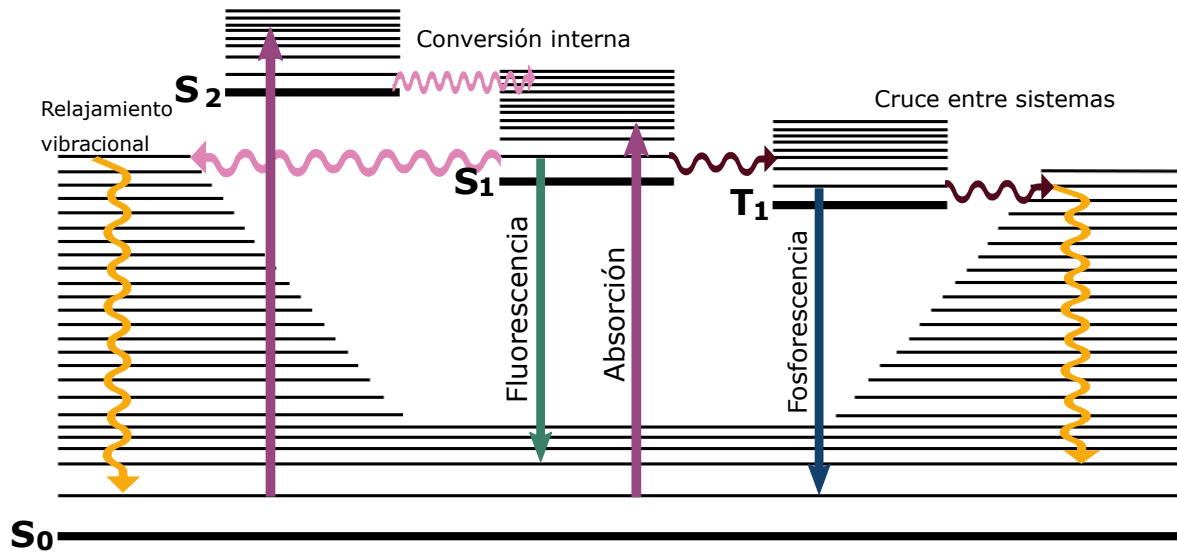 Conversión interna
S2
Cruce entre sistemas
Relajamiento
vibracional
S1
T1
Fluorescencia
Absorción
Fosforescencia
S0